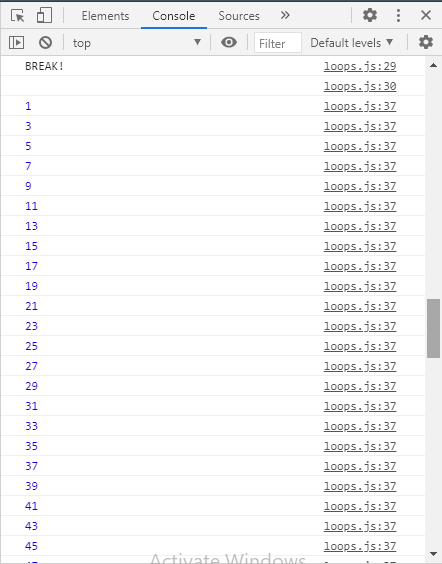 Elements Console Sources »
top Filter Default levels
BREAK! loops.js:29
loops.js:30
1 loops.js:37
3 loops.js:37
5 loops.js:37
7 loops.js:37
9 loops.js:37
11 loops.js:37
13 loops.js:37
15 loops.js:37
17 loops.js:37
19 loops.js:37
21 loops.js:37
23 loops.js:37
25 loops.js:37
27 loops.js:37
29 loops.js:37
31 loops.js:37
33 loops.js:37
35 loops.js:37
37 loops.js:37
39 loops.js:37
41 loops.js:37
43 loops.js:37
45 loops.js:37
Activate Windows